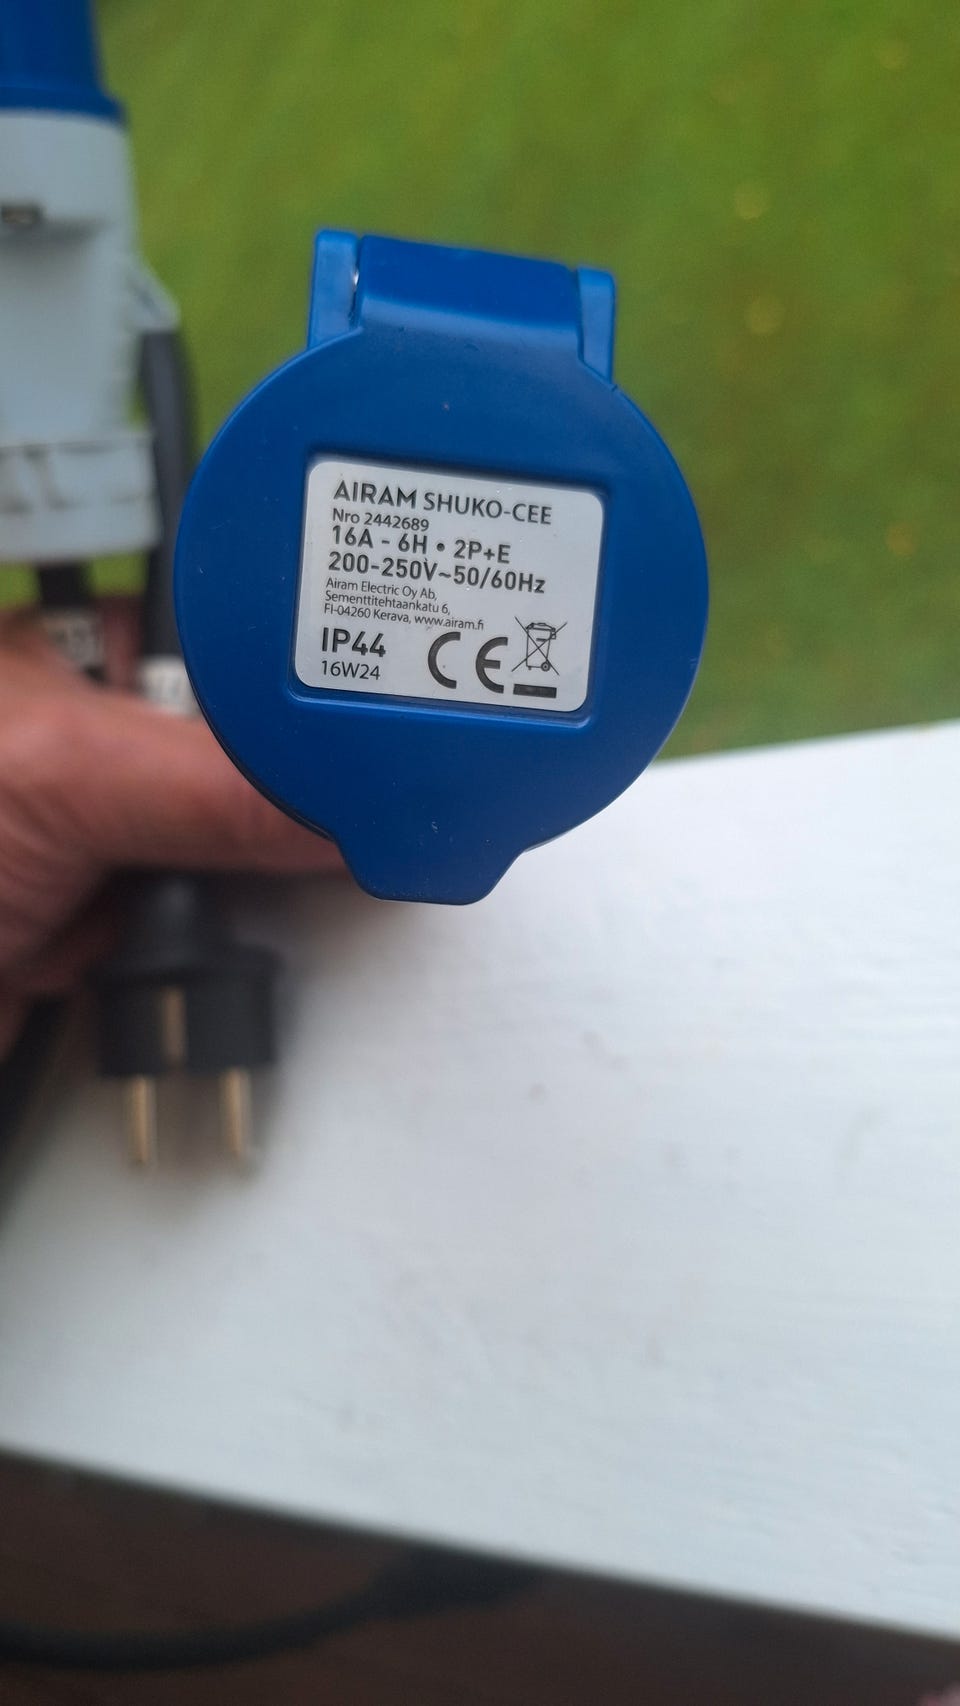 AIRAM SHUKO-CEE
Nro 2442689
16A - 6H • 2P+E
200-250V~50/60Hz
Airam Electric Oy Ab,
Sementtitehtaankatu 6,
FI-04260 Kerava, www.airam.fi
IP44
16W24
CE